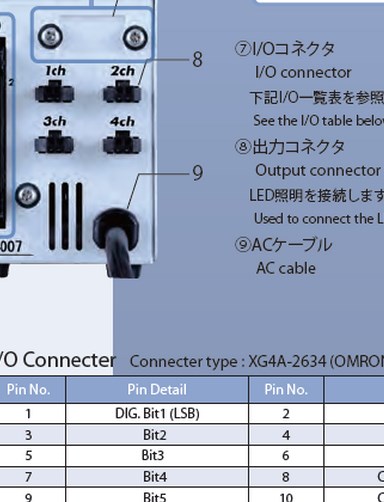 1ch 2ch
3ch 4ch
8
9
007
2
⑦I/Oコネクタ
I/O connector
下記I/O一覧表を参照
See the I/O table
⑧出力コネクタ
Output connector
LED照明を接続します
Used to connect the
⑨ACケーブル
AC cable
I/O Connecter Connecter type : XG4A-2634 (OMRON
Pin No. Pin Detail Pin No.
1 DIG. Bit1 (LSB) 2
3 Bit2 4
5 Bit3 6
7 Bit4 8
9 Bit5 10